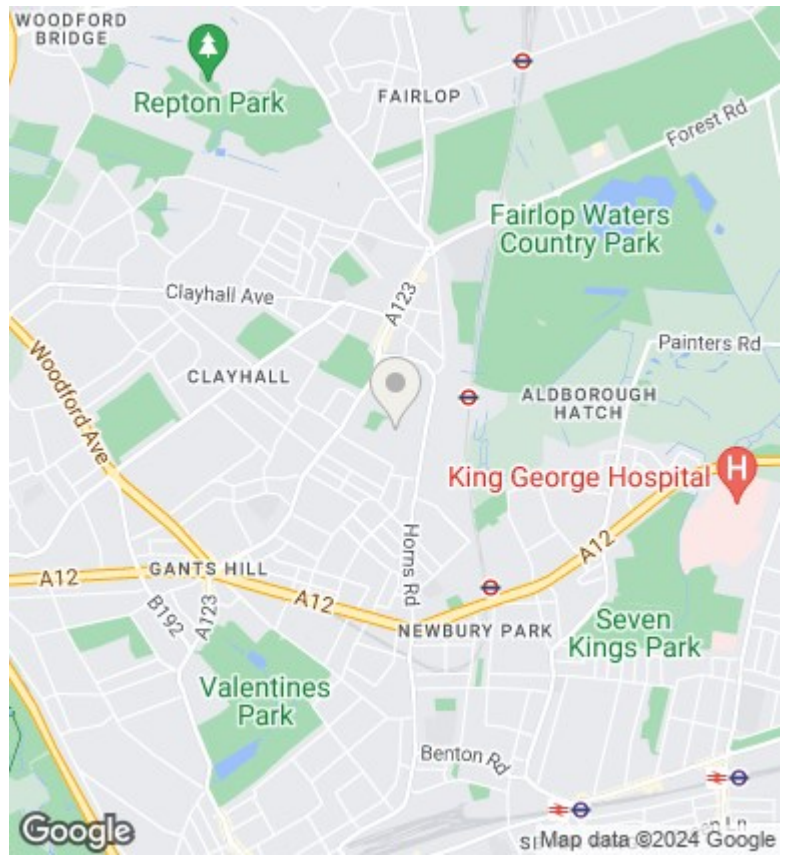 WOODFORD
BRIDGE
Repton Park
FAIRLOP
Forest Rd
Fairlop Waters
Country Park
Clayhall Ave
A123
Painters Rd
Woodford Ave
CLAYHALL
ALDBOROUGH
HATCH
King George Hospital
H
Horns Rd
A12
GANTS HILL
A12
B192
A123
A12
NEWBURY PARK
Seven
Kings Park
Valentines
Park
Benton Rd
Google
Map data ©2024 Google